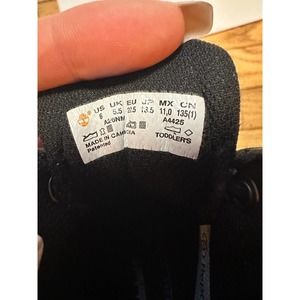 US UK EU JP MX CN
6 5.5 22.5 13.5 11,0 135(1)
A4425
MADE IN CAMBODIA TODDLERS
Patented